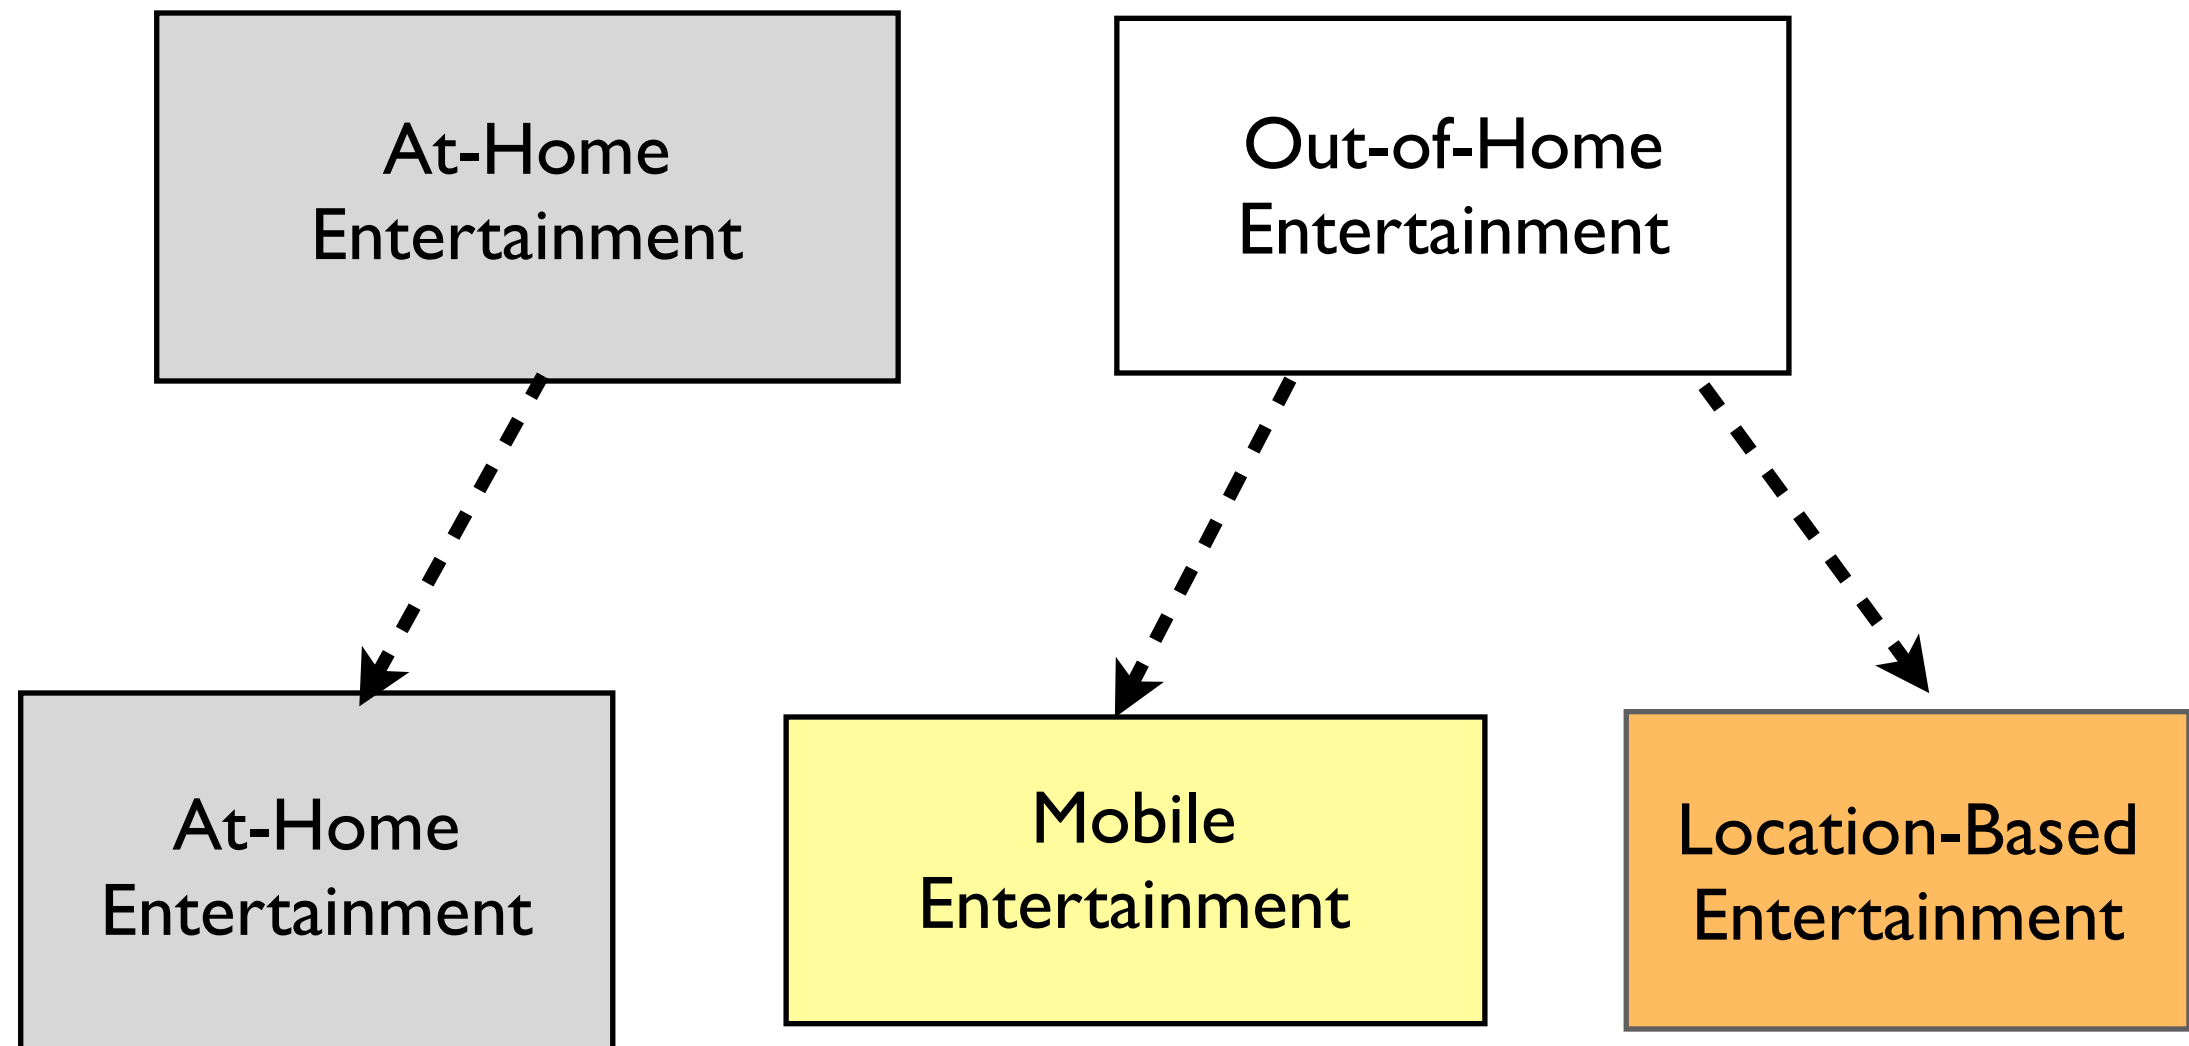 At-Home
Entertainment
Out-of-Home
Entertainment
At-Home
Entertainment
Mobile
Entertainment
Location-Based
Entertainment